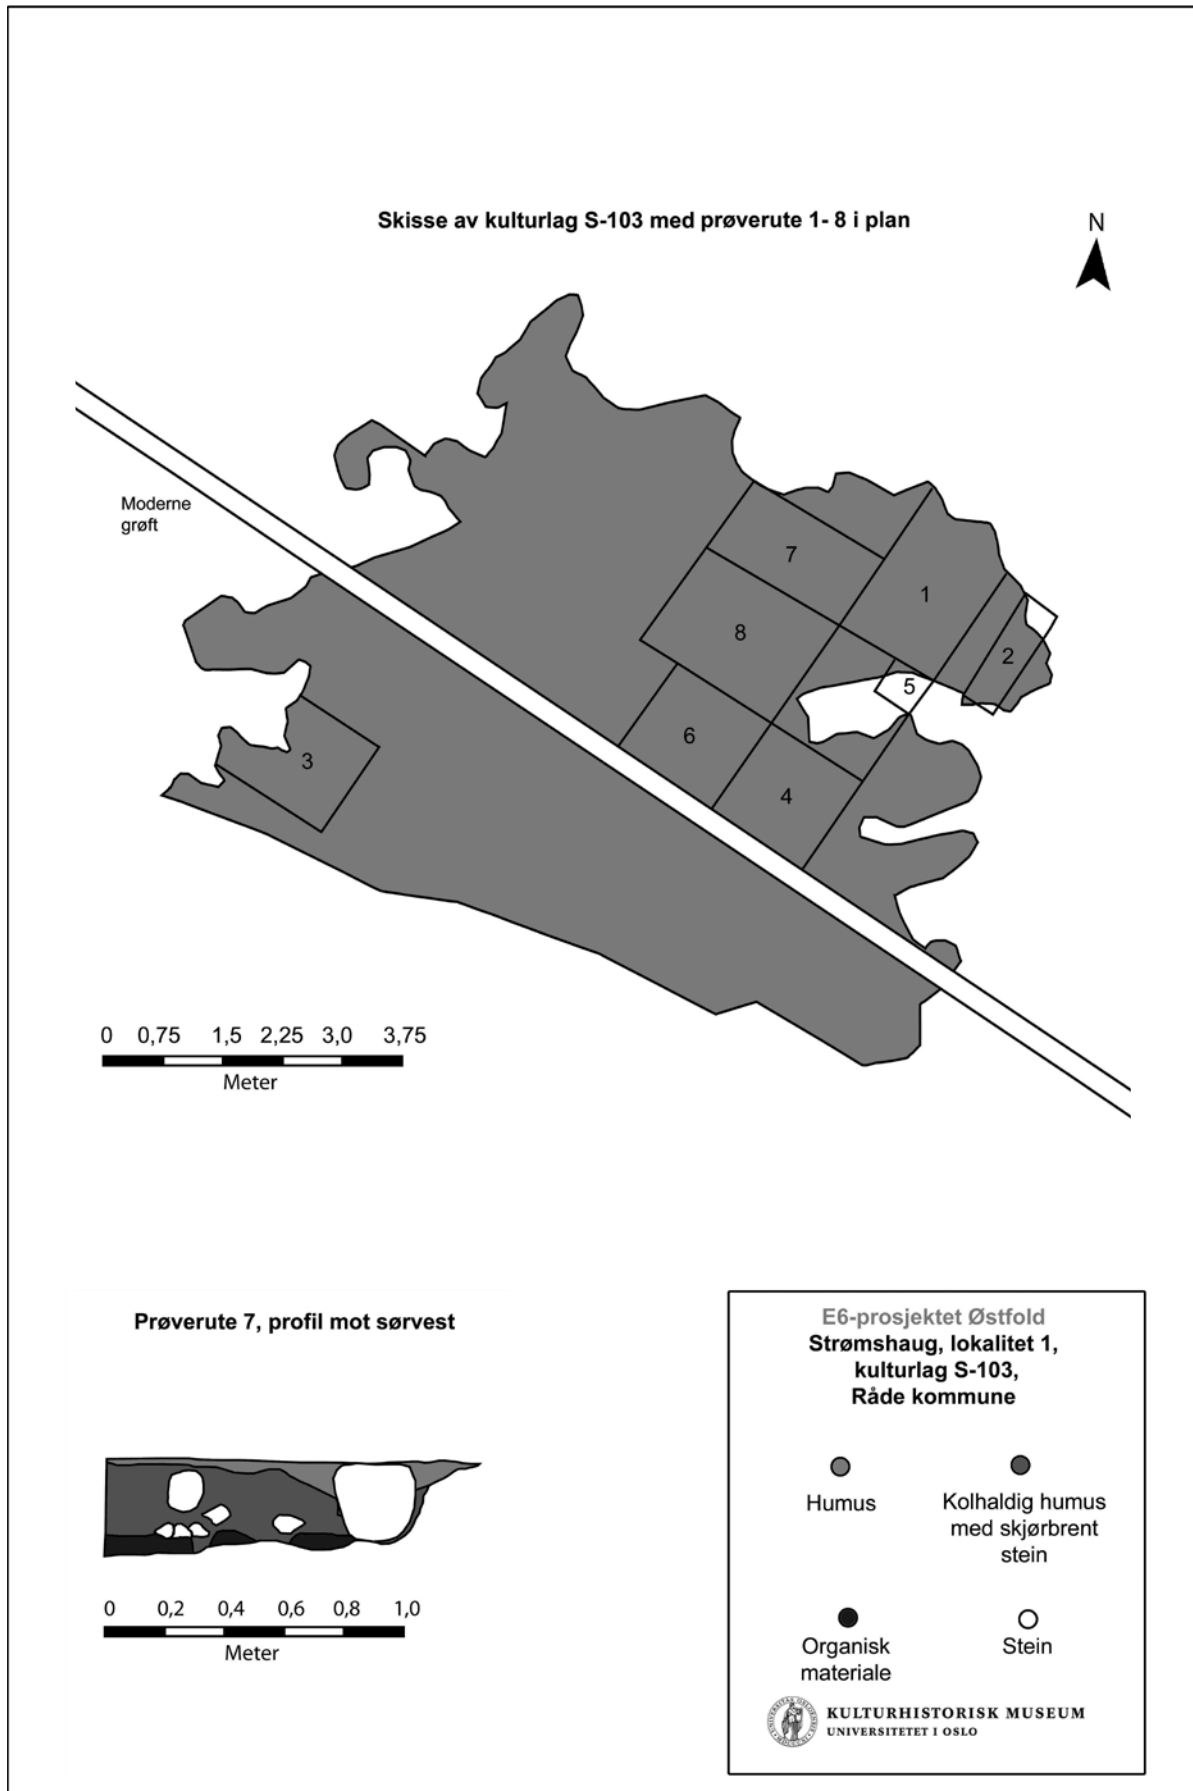 Skisse av kulturlag S-103 med prøverute 1- 8 i plan
N
Moderne
grøft
7
1
8
2
5
6
3
4
0 0,75 1,5 2,25 3,0 3,75
Meter
Prøverute 7, profil mot sørvest
0 0,2 0,4 0,6 0,8 1,0
Meter
E6-prosjektet Østfold
Strømshaug, lokalitet 1,
kulturlag S-103,
Råde kommune
Humus
Kolhaldig humus
med skjørbrent
stein
Organisk
materiale
Stein
KULTURHISTORISK MUSEUM
UNIVERSITETET I OSLO